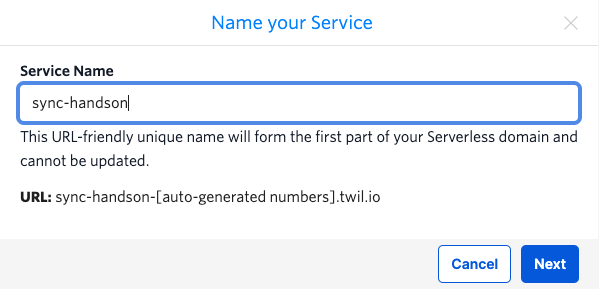 Name your Service
Service Name
sync-handson
This URL-friendly unique name will form the first part of your Serverless domain and
cannot be updated.
URL: sync-handson-[auto-generated numbers].twil.io
Cancel Next